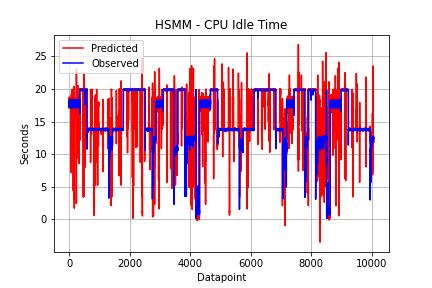 HSMM - CPU Idle Time
Predicted
Observed
25
20
15
10
5
0
Seconds
0 2000 4000 6000 8000 10000
Datapoint